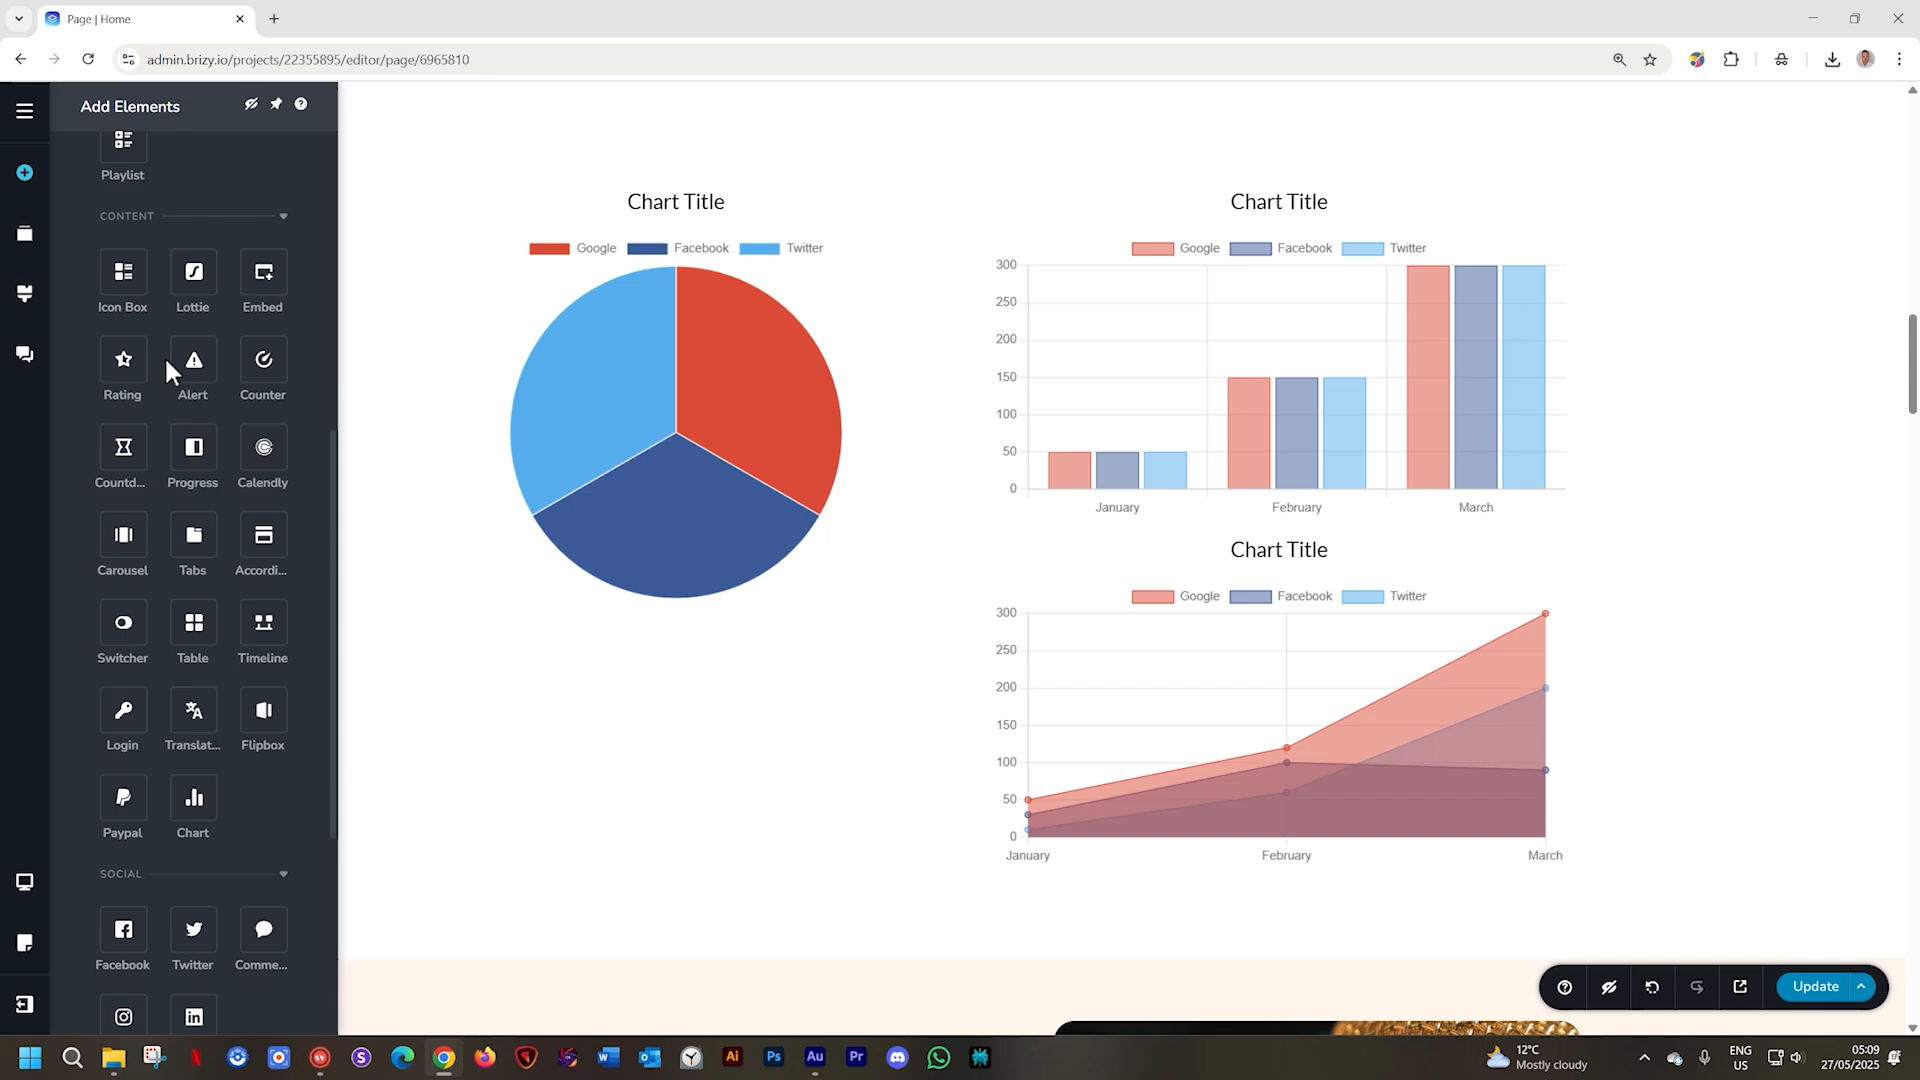 Page | Home
admin.brizy.io/projects/22355895/editor/page/6965810
Add Elements
Playlist
CONTENT
Icon Box
Lottie
Embed
Rating
Alert
Counter
Countd...
Progress
Calendly
Carousel
Tabs
Accordi...
Switcher
Table
Timeline
Login
Translat...
Flipbox
Paypal
Chart
SOCIAL
Facebook
Twitter
Comme...
Chart Title
Google Facebook Twitter
Chart Title
Google Facebook Twitter
300
250
200
150
100
50
0
January February March
Chart Title
Google Facebook Twitter
300
250
200
150
100
50
0
January February March
Update
Ai
Ps
Au
Pr
12°C
Mostly cloudy
ENG
US
05:09
27/05/2025